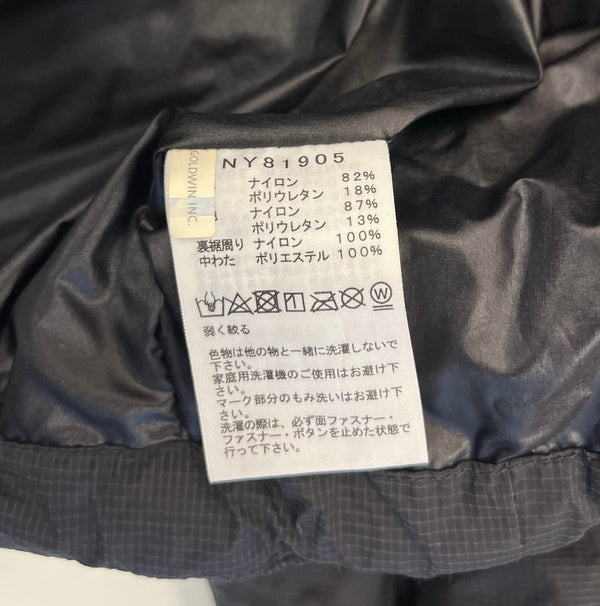 GOLDWIN INC.
NY81905
ナイロン 82%
ポリウレタン 18%
ナイロン 87%
ポリウレタン 13%
裏裾周り ナイロン 100%
中わた ポリエステル 100%
弱く絞る
色物は他の物と一緒に洗濯しないで
下さい。
家庭用洗濯機のご使用はお避け下
さい。
マーク部分のもみ洗いはお避け下
さい。
洗濯の際は、必ず面ファスナー・
ファスナー・ボタンを止めた状態で
行って下さい。